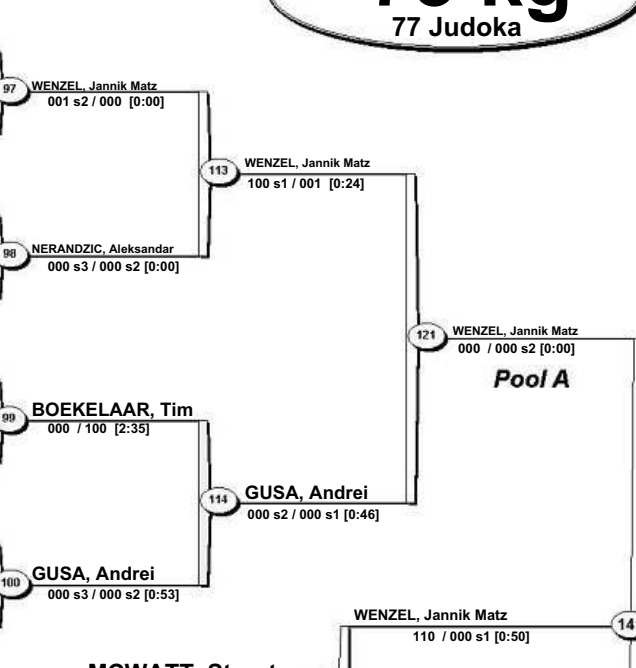 kg
77 Judoka
97
WENZEL, Jannik Matz
001 s2 / 000 [0:00]
113
WENZEL, Jannik Matz
100 s1 / 001 [0:24]
98
NERANDZIC, Aleksandar
000 s3 / 000 s2 [0:00]
121
WENZEL, Jannik Matz
000 / 000 s2 [0:00]
Pool A
99
BOEKELAAR, Tim
000 / 100 [2:35]
114
GUSA, Andrei
000 s2 / 000 s1 [0:46]
100
GUSA, Andrei
000 s3 / 000 s2 [0:53]
WENZEL, Jannik Matz
110 / 000 s1 [0:50]